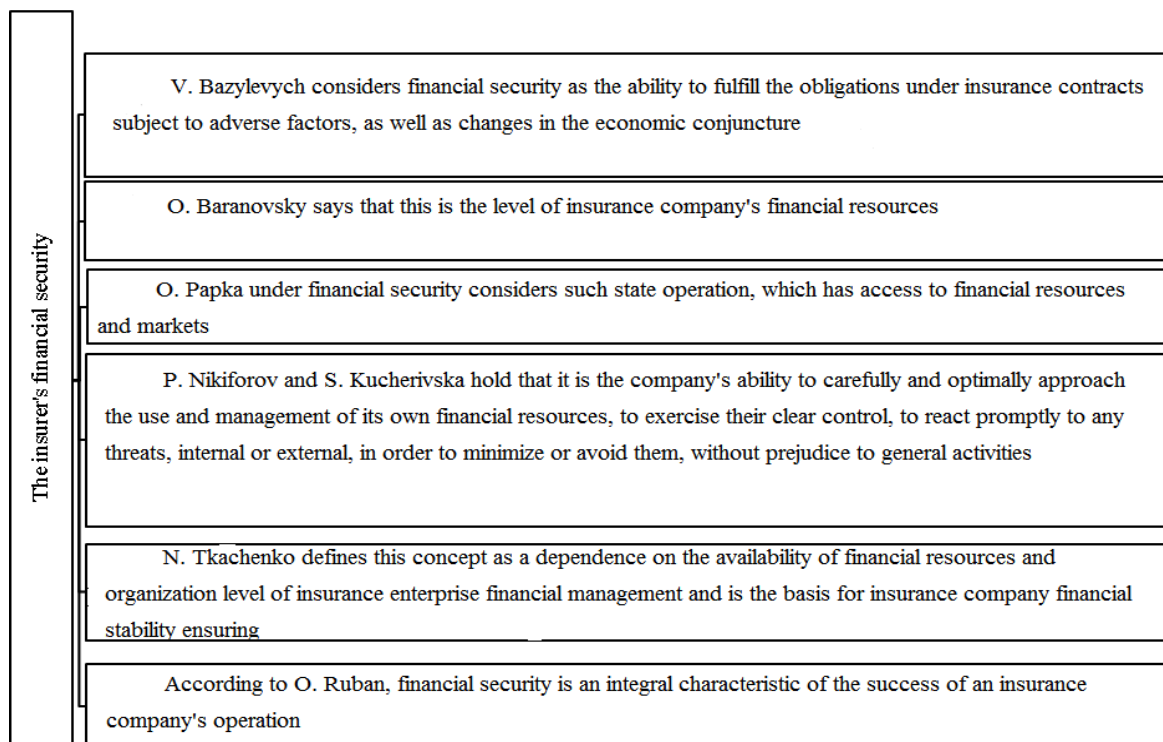 The insurer's financial security
V. Bazylevych considers financial security as the ability to fulfill the obligations under insurance contracts
subject to adverse factors, as well as changes in the economic conjuncture
O. Baranovsky says that this is the level of insurance company's financial resources
O. Papka under financial security considers such state operation, which has access to financial resources
and markets
P. Nikiforov and S. Kucherivska hold that it is the company's ability to carefully and optimally approach
the use and management of its own financial resources, to exercise their clear control, to react promptly to any
threats, internal or external, in order to minimize or avoid them, without prejudice to general activities
N. Tkachenko defines this concept as a dependence on the availability of financial resources and
organization level of insurance enterprise financial management and is the basis for insurance company financial
stability ensuring
According to O. Ruban, financial security is an integral characteristic of the success of an insurance
company's operation